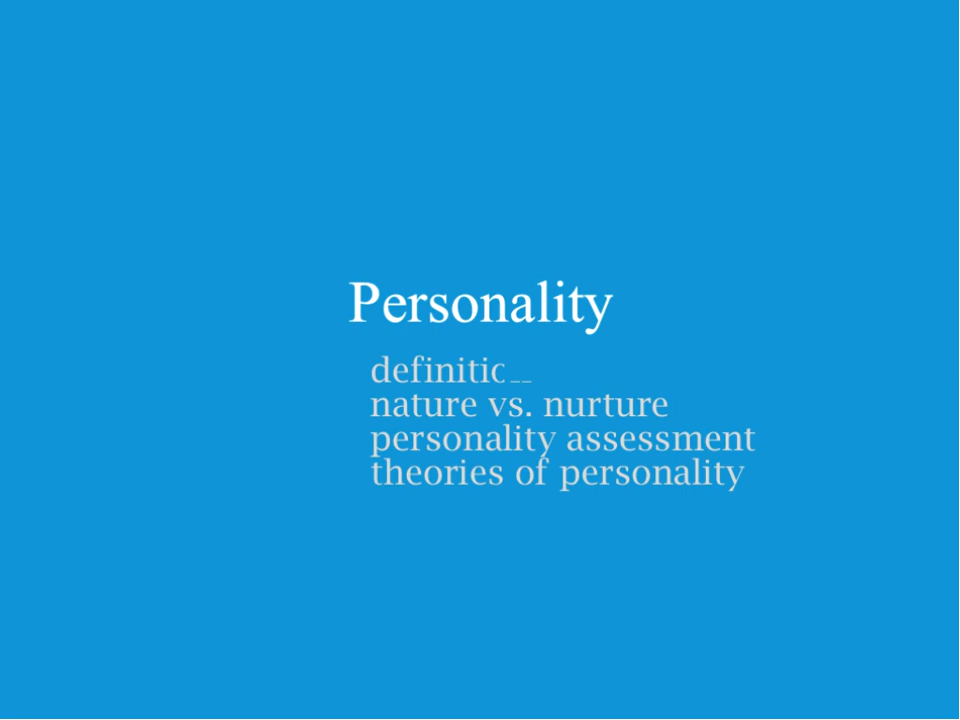 Personality
nature vs. nurture
personality assessment
theories of personality